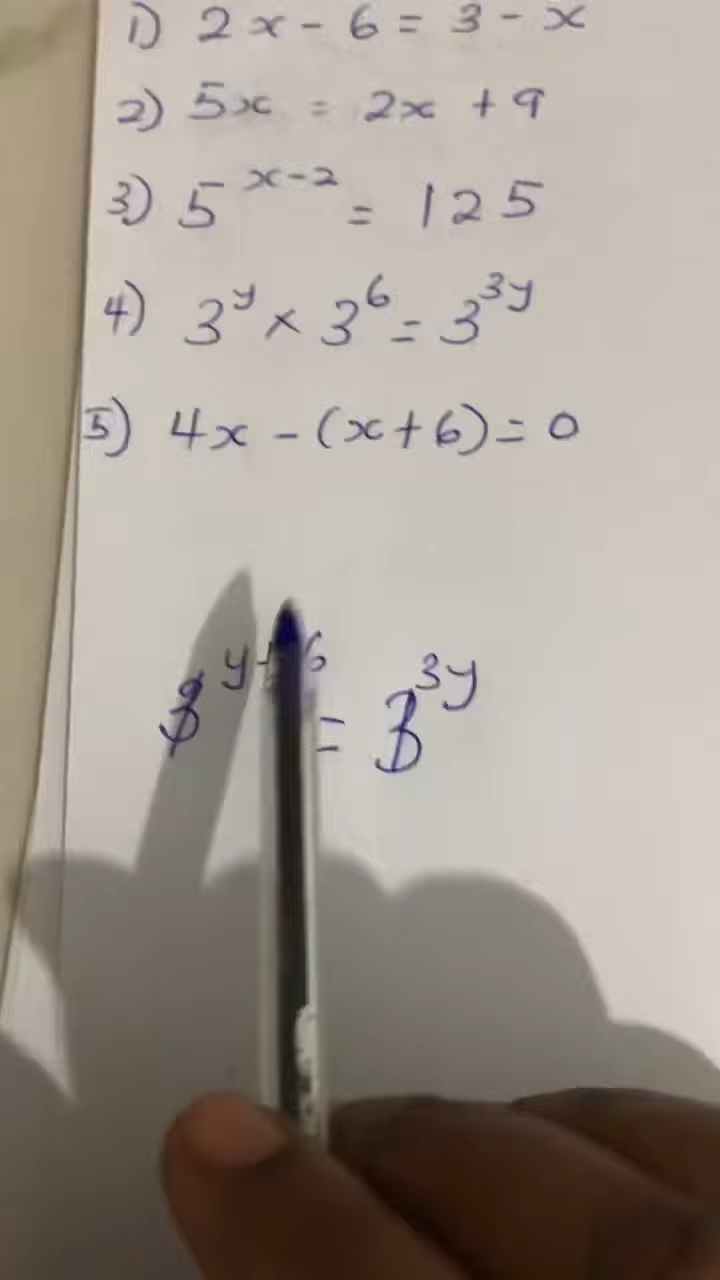 1) 2x - 6 = 3 - x
2) 5x = 2x + 9
3) 5^{x-2} = 125
4) 3^y × 3^6 = 3^{3y}
5) 4x - (x+6) = 0
3^{y+6} = 3^{3y}